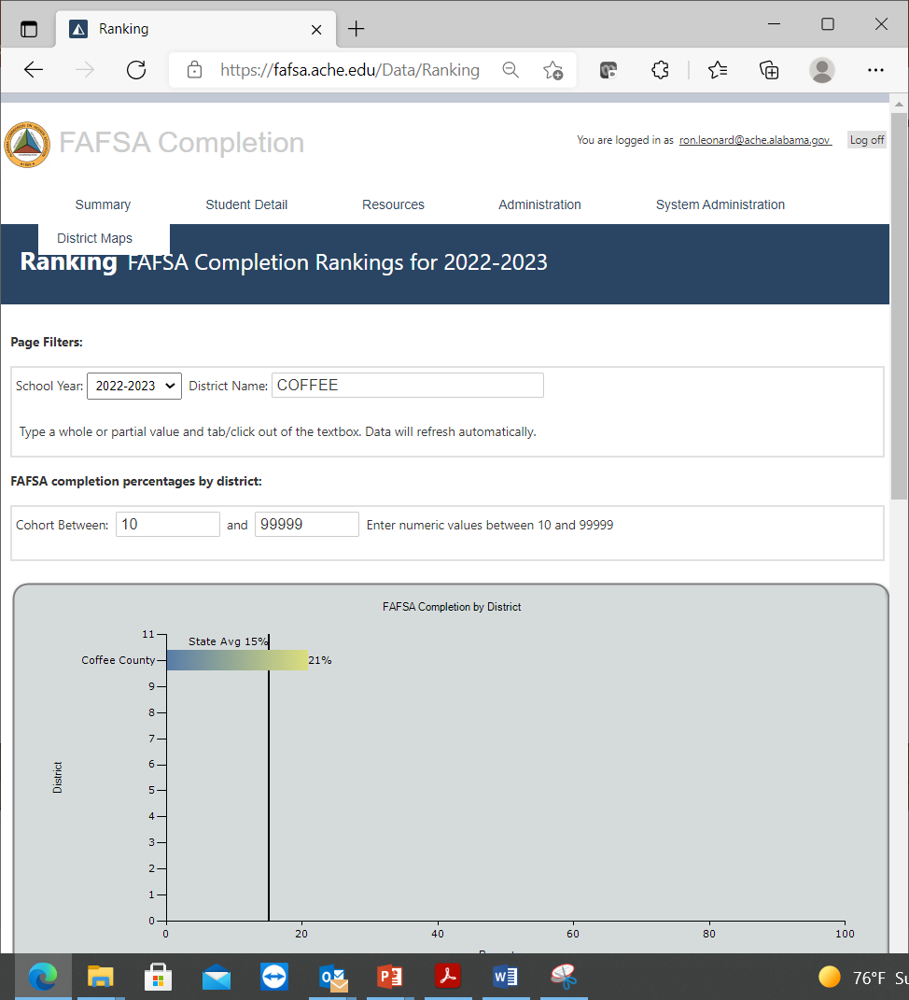 Ranking
https://fafsa.ache.edu/Data/Ranking
FAFSA Completion
You are logged in as ron.leonard@ache.alabama.gov Log off
Summary Student Detail Resources Administration System Administration
District Maps
Ranking FAFSA Completion Rankings for 2022-2023
Page Filters:
School Year: 2022-2023 District Name: COFFEE
Type a whole or partial value and tab/click out of the textbox. Data will refresh automatically.
FAFSA completion percentages by district:
Cohort Between: 10 and 99999 Enter numeric values between 10 and 99999
FAFSA Completion by District
11
State Avg 15%
Coffee County 21%
9
8
7
6
District
5
4
3
2
1
0
0 20 40 60 80 100
76°F Su